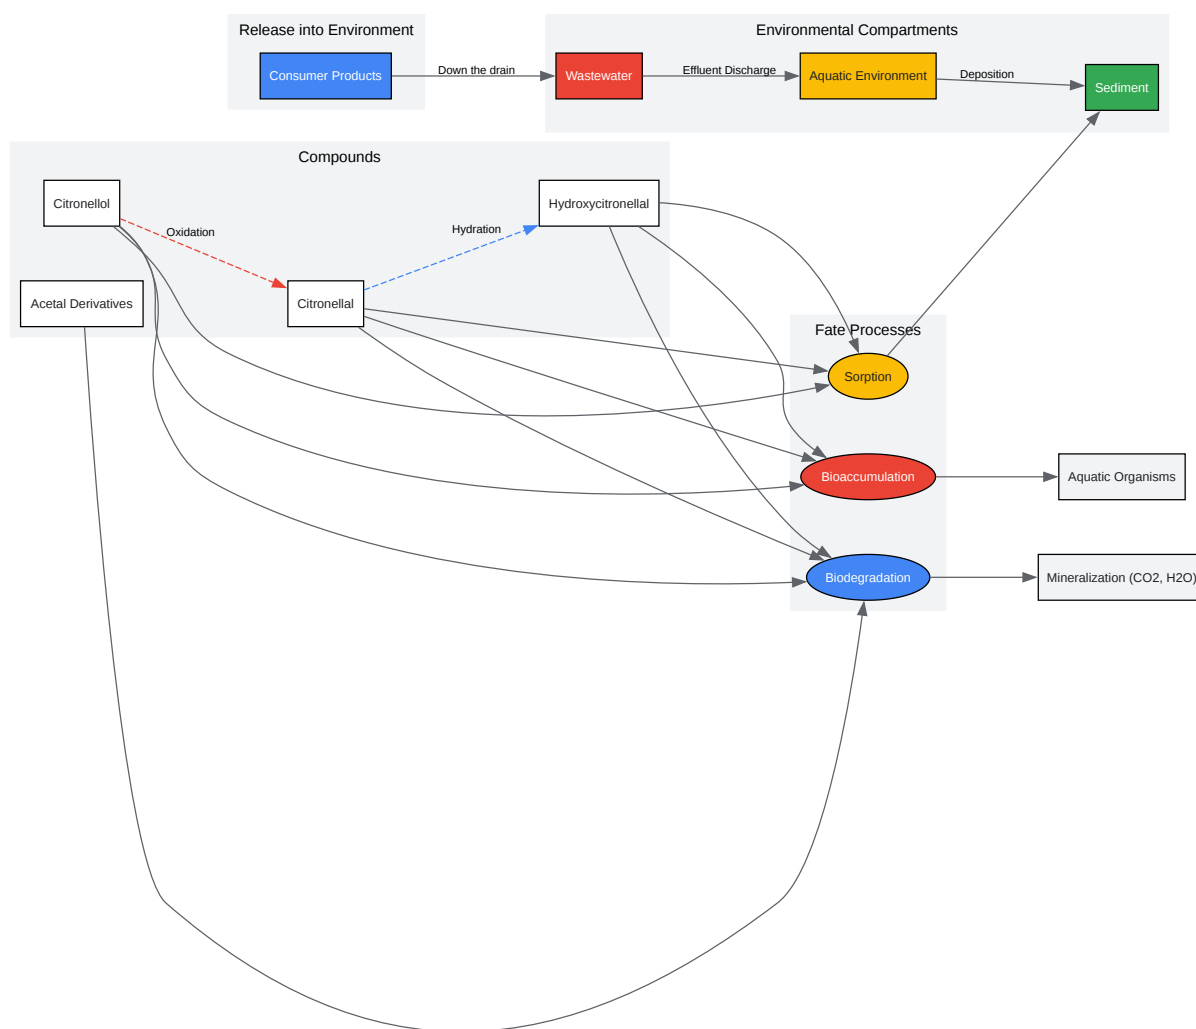 Release into Environment
Environmental Compartments
Consumer Products
Down the drain
Wastewater
Effluent Discharge
Aquatic Environment
Deposition
Sediment
Compounds
Citronellol
Oxidation
Hydration
Hydroxycitronellal
Acetal Derivatives
Citronellal
Fate Processes
Sorption
Bioaccumulation
Aquatic Organisms
Biodegradation
Mineralization (CO2, H2O)